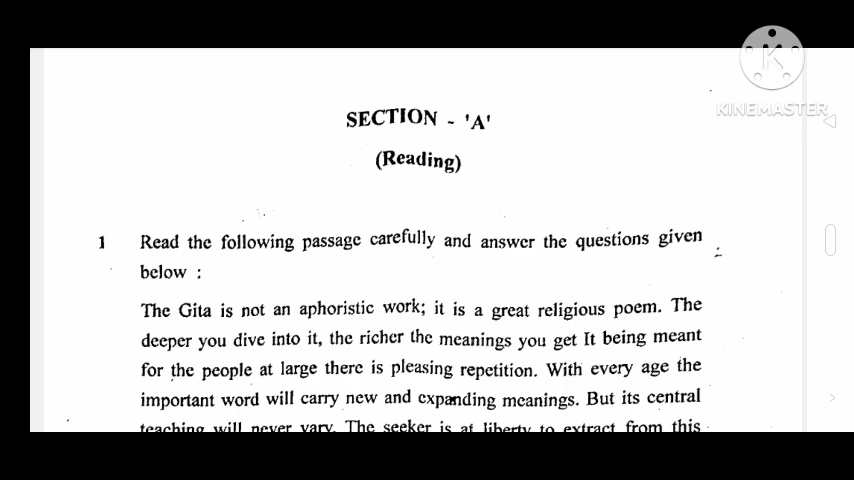 KINEMASTER
SECTION - 'A'
(Reading)
1 Read the following passage carefully and answer the questions given
below :
The Gita is not an aphoristic work; it is a great religious poem. The
deeper you dive into it, the richer the meanings you get It being meant
for the people at large there is pleasing repetition. With every age the
important word will carry new and expanding meanings. But its central
teaching will never vary. The seeker is at liberty to extract from this